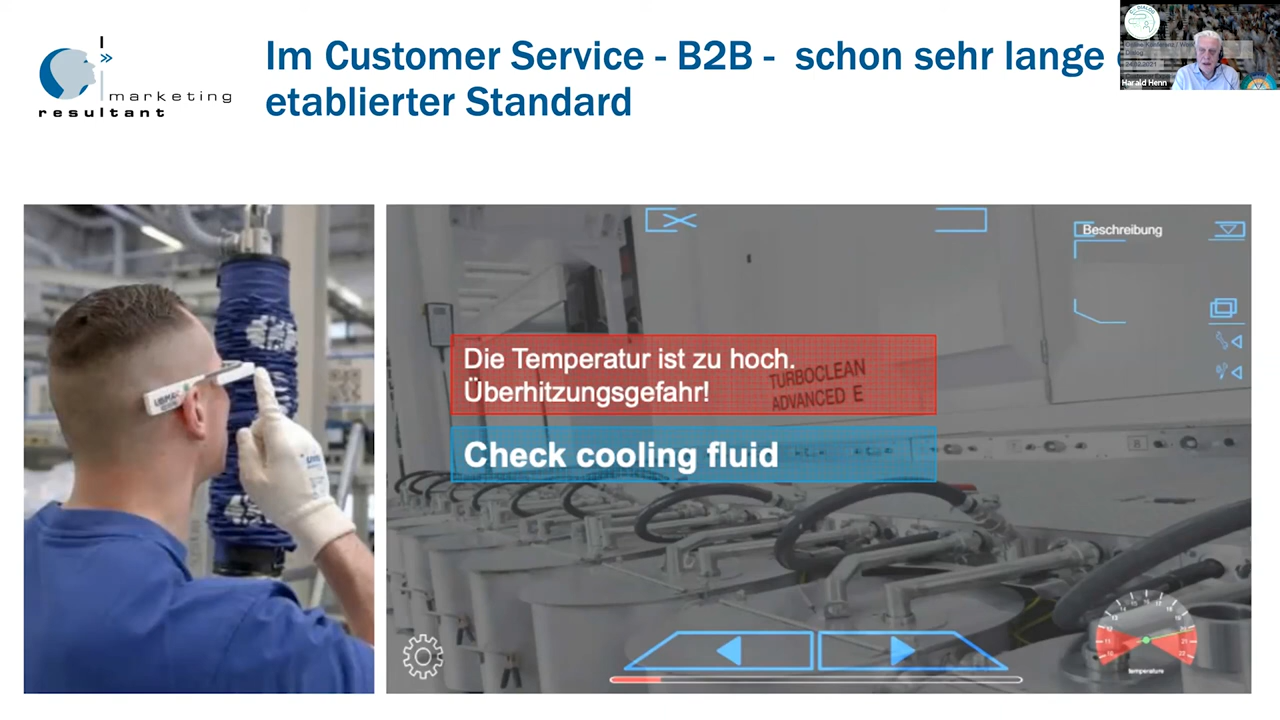 marketing
resultant
Im Customer Service - B2B - schon sehr lange
etablierter Standard
Harald Henn
Beschreibung
Die Temperatur ist zu hoch.
Überhitzungsgefahr!
TURBOCLEAN
ADVANCED E
Check cooling fluid
temperature